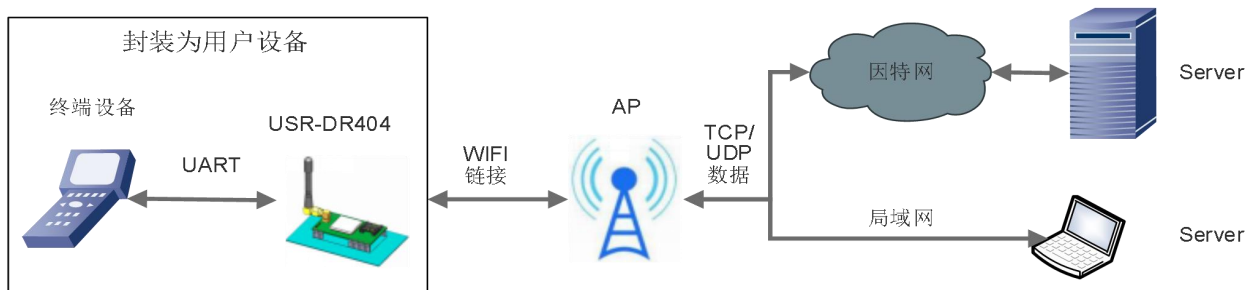 封装为用户设备
终端设备
USR-DR404
UART
WIFI
链接
AP
TCP/
UDP
数据
因特网
Server
局域网
Server